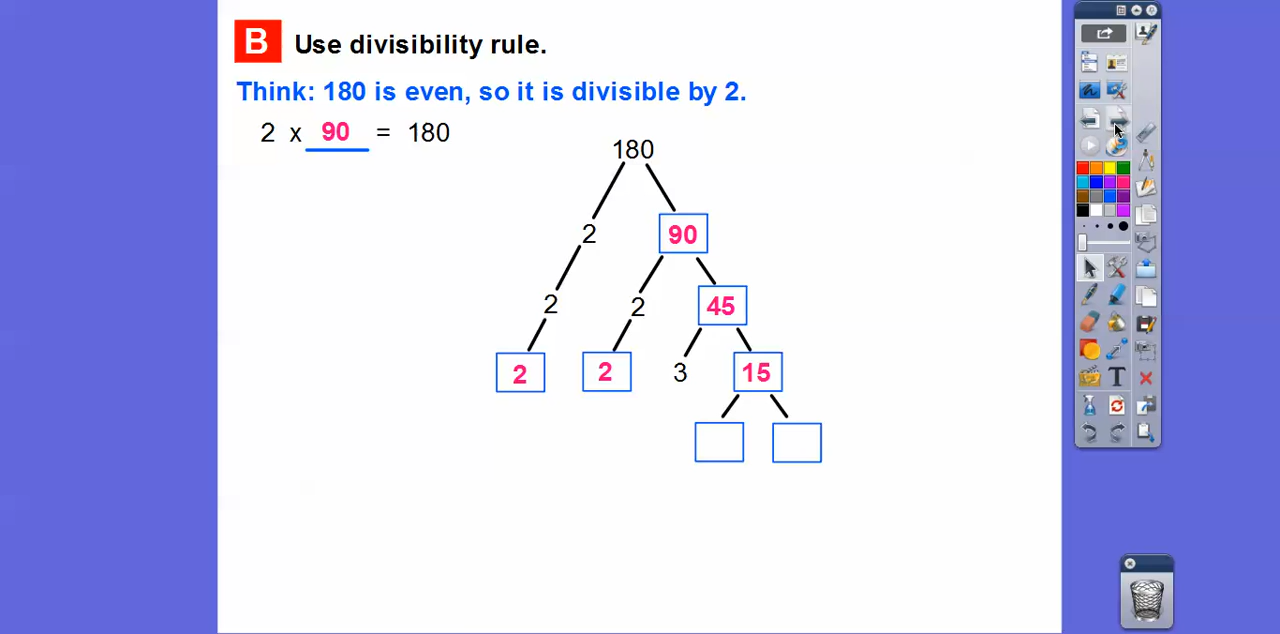 B Use divisibility rule.
Think: 180 is even, so it is divisible by 2.
2 x 90 = 180
180
2 90
2 2 45
2 2 3 15